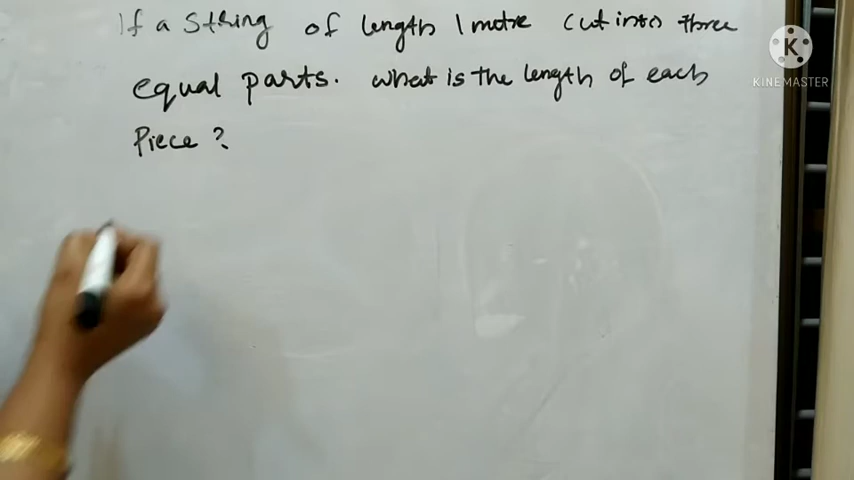 If a String of length 1 metre cut into three
K
KINEMASTER
equal parts. what is the length of each
Piece ?